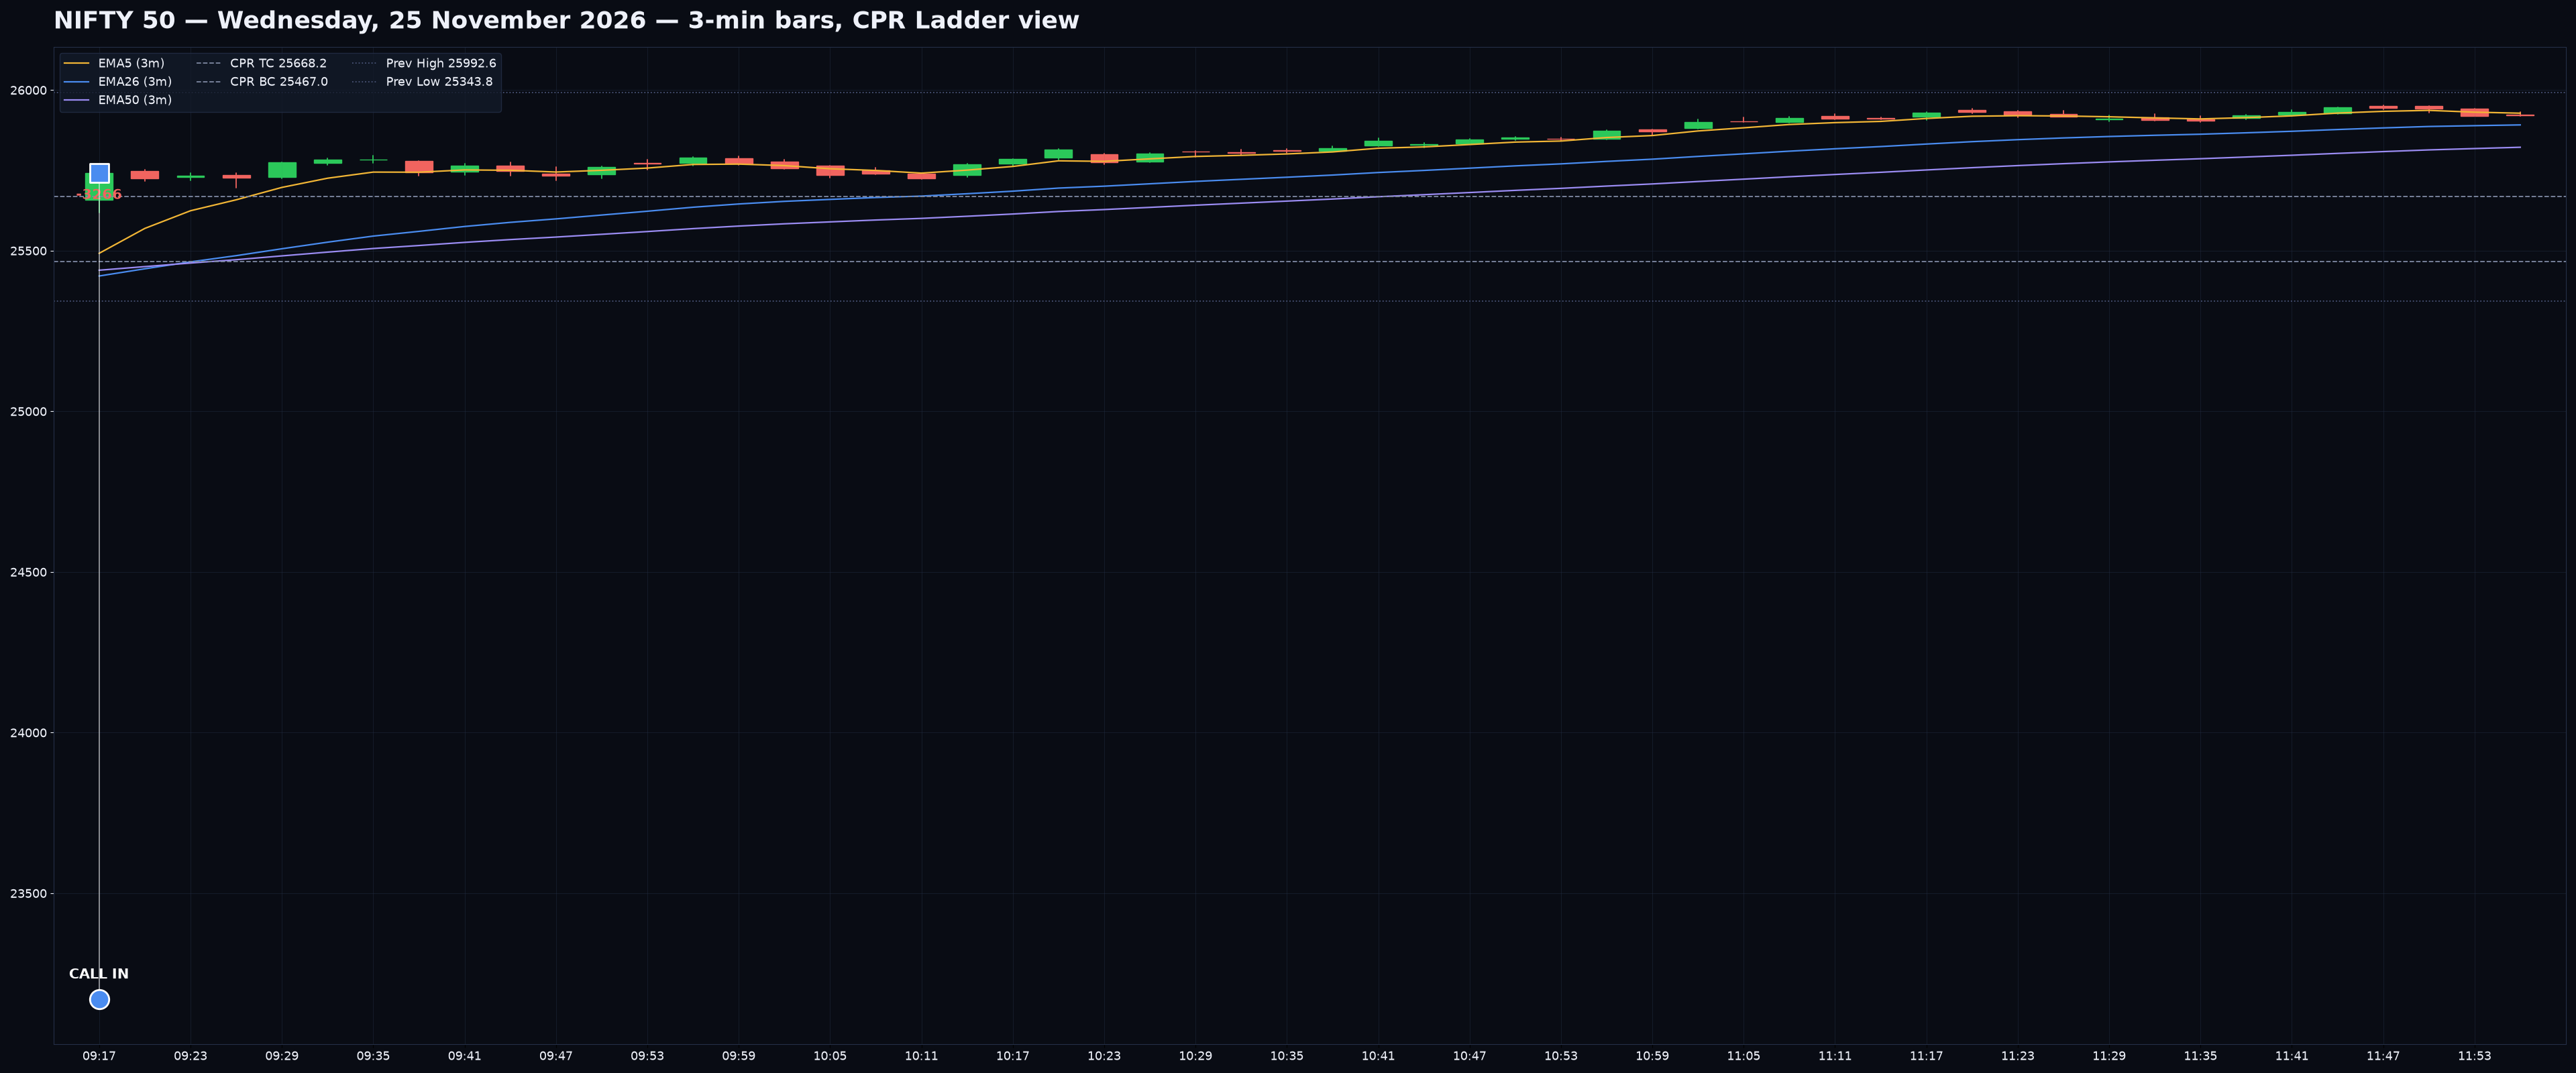 NIFTY 50 — Wednesday, 25 November 2026 — 3-min bars, CPR Ladder view
EMA5 (3m) CPR TC 25668.2 Prev High 25992.6
EMA26 (3m) CPR BC 25467.0 Prev Low 25343.8
EMA50 (3m)
26000
25500
25000
24500
24000
23500
CALL IN
09:17 09:23 09:29 09:35 09:41 09:47 09:53 09:59 10:05 10:11 10:17 10:23 10:29 10:35 10:41 10:47 10:53 10:59 11:05 11:11 11:17 11:23 11:29 11:35 11:41 11:47 11:53